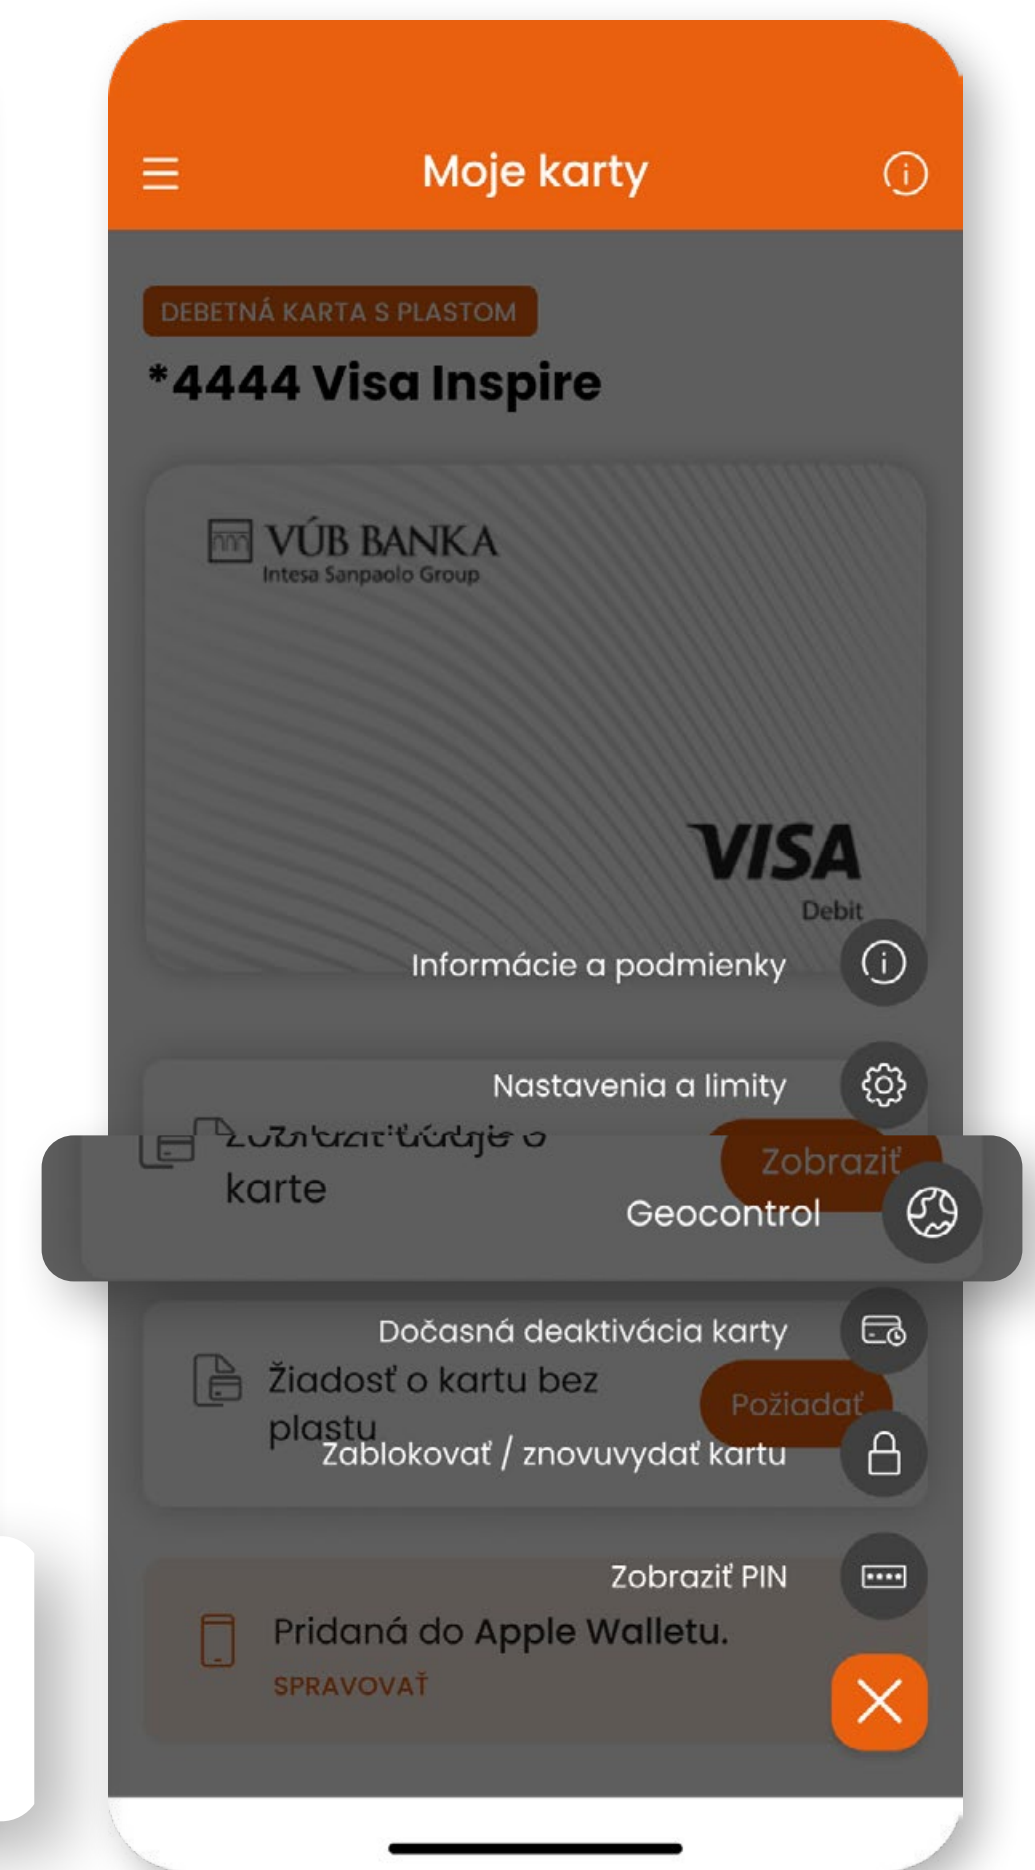 Moje karty
DEBETNÁ KARTA S PLASTOM
*4444 Visa Inspire
VÚB BANKA
Intesa Sanpaolo Group
VISA
Debit
Informácie a podmienky
Nastavenia a limity
Zobraziť údaje o
karte
Zobraziť
Geocontrol
Dočasná deaktivácia karty
Žiadosť o kartu bez
plastu
Požiadať
Zablokovať / znovuvydať kartu
Zobraziť PIN
Pridaná do Apple Walletu.
SPRAVOVAŤ